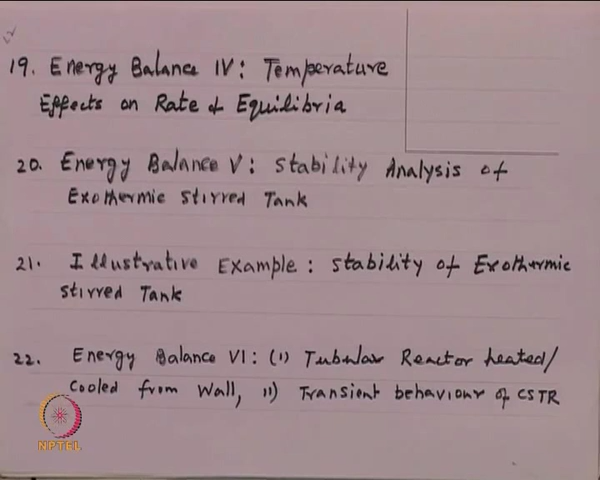 19. Energy Balance IV: Temperature
Effects on Rate & Equilibria
20. Energy Balance V: Stability Analysis of
Exothermic Stirred Tank
21. Illustrative Example: Stability of Exothermic
Stirred Tank
22. Energy Balance VI: (i) Tubular Reactor heated/
Cooled from Wall, ii) Transient behaviour of CSTR
NPTEL